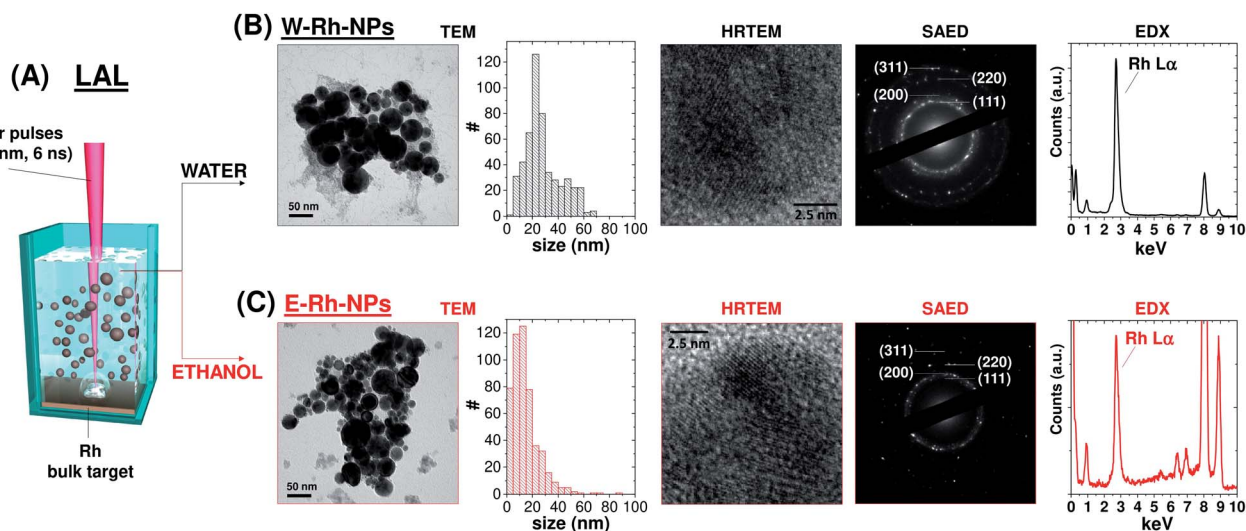 (A) LAL
r pulses
nm, 6 ns)
WATER
ETHANOL
Rh
bulk target
(B) W-Rh-NPs
TEM
50 nm
#
120
100
80
60
40
20
0
0 20 40 60 80 100
size (nm)
HRTEM
2.5 nm
SAED
(311)
(220)
(200)
(111)
EDX
Rh Lα
Counts (a.u.)
0 1 2 3 4 5 6 7 8 9 10
keV
(C) E-Rh-NPs
TEM
50 nm
#
120
100
80
60
40
20
0
0 20 40 60 80 100
size (nm)
HRTEM
2.5 nm
SAED
(311)
(220)
(200)
(111)
EDX
Rh Lα
Counts (a.u.)
0 1 2 3 4 5 6 7 8 9 10
keV